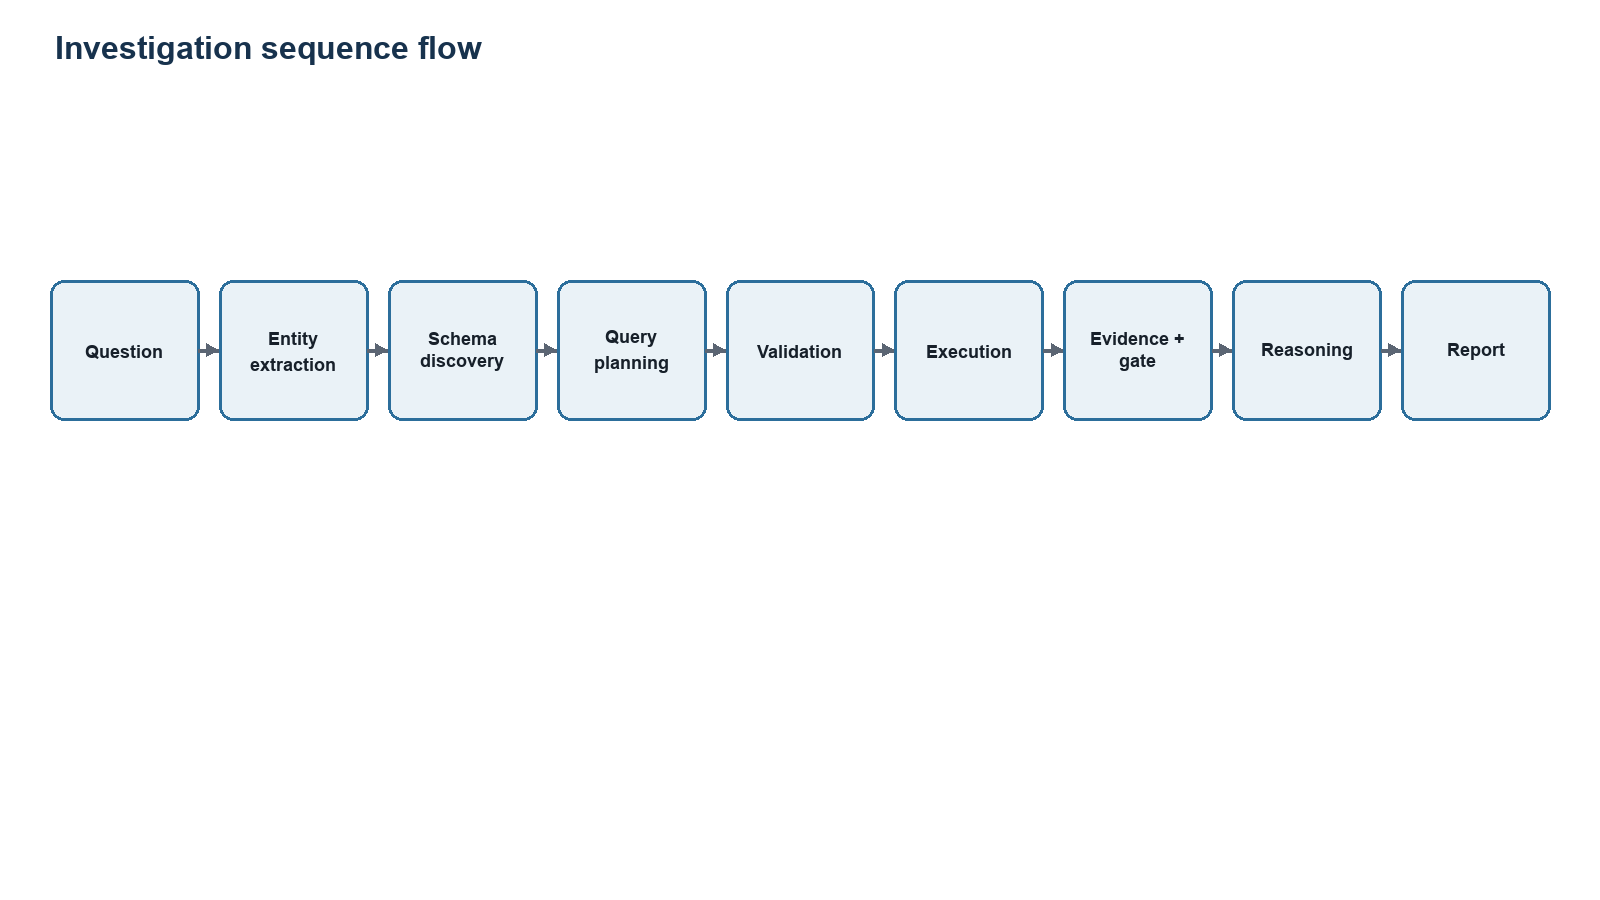 Investigation sequence flow
Question
Entity
extraction
Schema
discovery
Query
planning
Validation
Execution
Evidence +
gate
Reasoning
Report